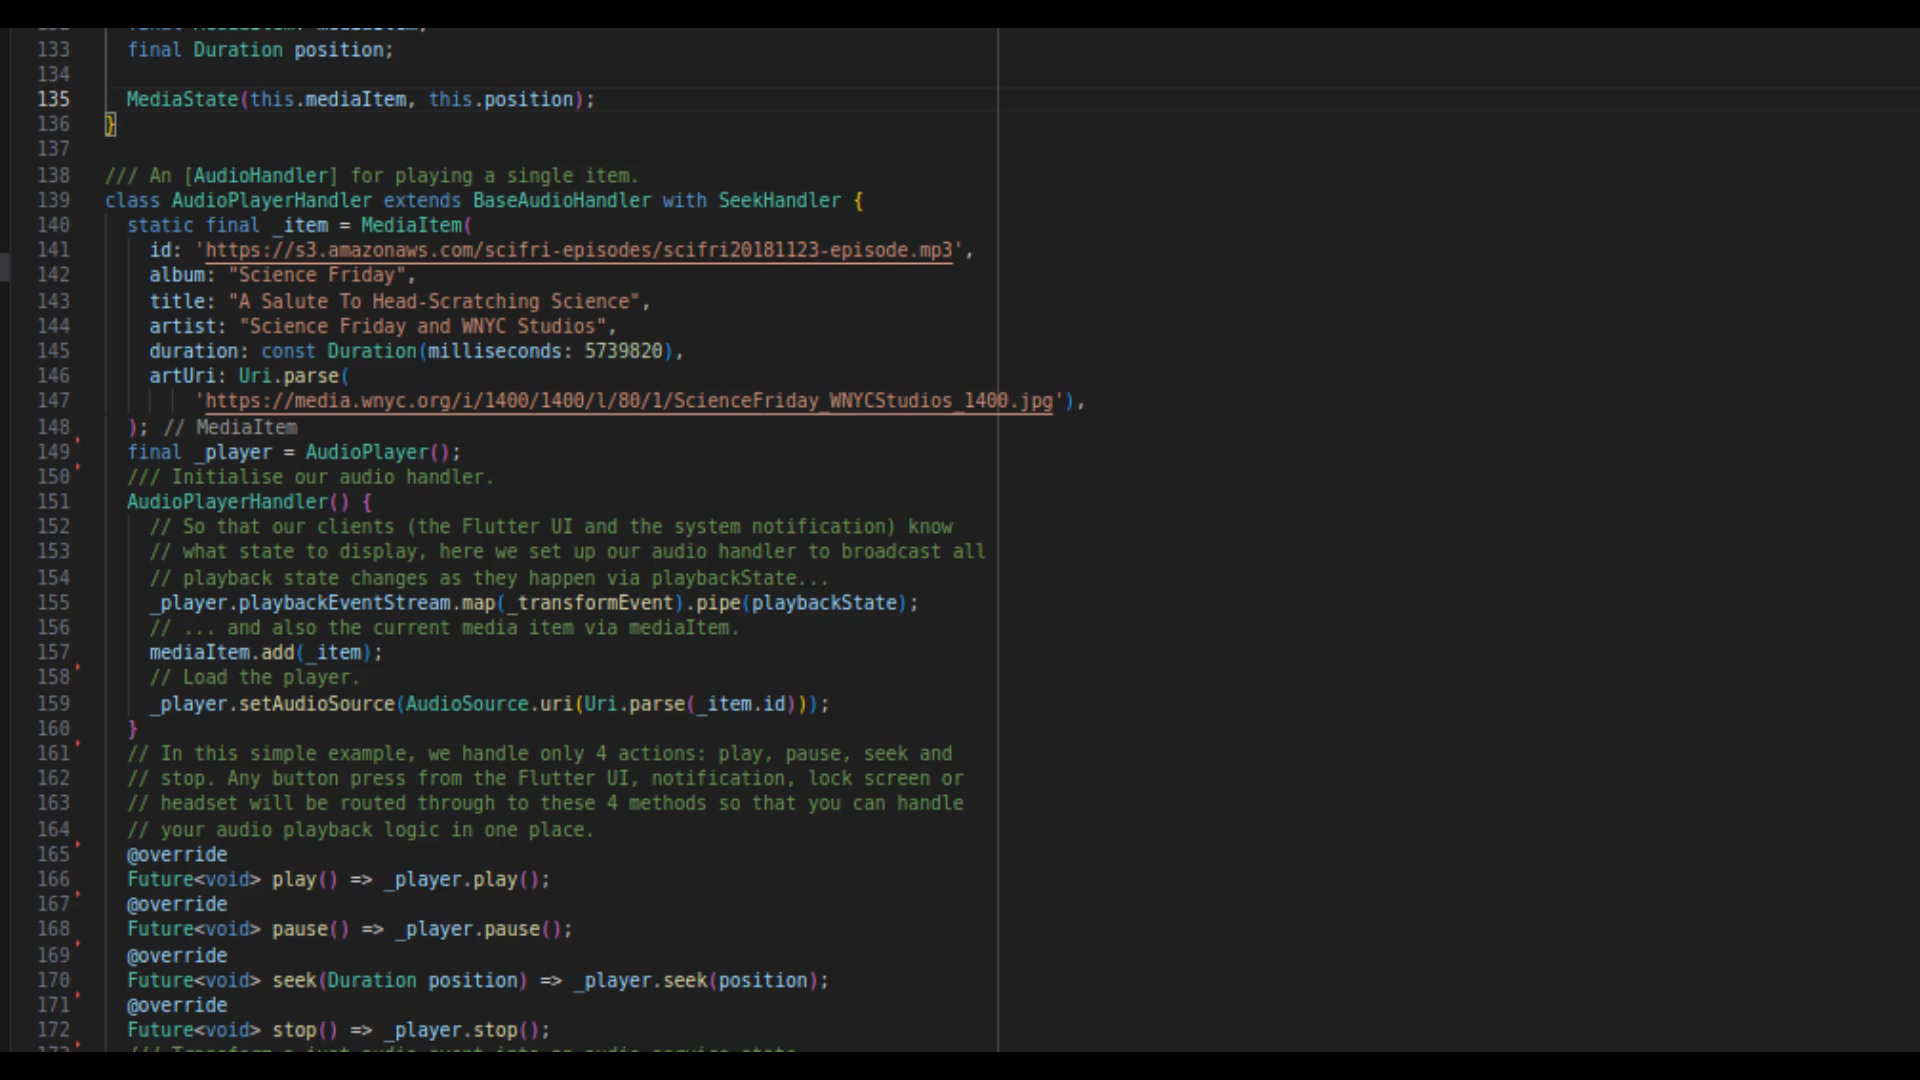 133 final Duration position;
134
135 MediaState(this.mediaItem, this.position);
136 }
137
138 /// An [AudioHandler] for playing a single item.
139 class AudioPlayerHandler extends BaseAudioHandler with SeekHandler {
140 static final _item = MediaItem(
141 id: 'https://s3.amazonaws.com/scifri-episodes/scifri20181123-episode.mp3',
142 album: "Science Friday",
143 title: "A Salute To Head-Scratching Science",
144 artist: "Science Friday and WNYC Studios",
145 duration: const Duration(milliseconds: 5739820),
146 artUri: Uri.parse(
147 'https://media.wnyc.org/i/1400/1400/l/80/1/ScienceFriday_WNYCStudios_1400.jpg'),
148 ); // MediaItem
149 final _player = AudioPlayer();
150 /// Initialise our audio handler.
151 AudioPlayerHandler() {
152 // So that our clients (the Flutter UI and the system notification) know
153 // what state to display, here we set up our audio handler to broadcast all
154 // playback state changes as they happen via playbackState...
155 _player.playbackEventStream.map(_transformEvent).pipe(playbackState);
156 // ... and also the current media item via mediaItem.
157 mediaItem.add(_item);
158 // Load the player.
159 _player.setAudioSource(AudioSource.uri(Uri.parse(_item.id)));
160 }
161 // In this simple example, we handle only 4 actions: play, pause, seek and
162 // stop. Any button press from the Flutter UI, notification, lock screen or
163 // headset will be routed through to these 4 methods so that you can handle
164 // your audio playback logic in one place.
165 @override
166 Future<void> play() => _player.play();
167 @override
168 Future<void> pause() => _player.pause();
169 @override
170 Future<void> seek(Duration position) => _player.seek(position);
171 @override
172 Future<void> stop() => _player.stop();